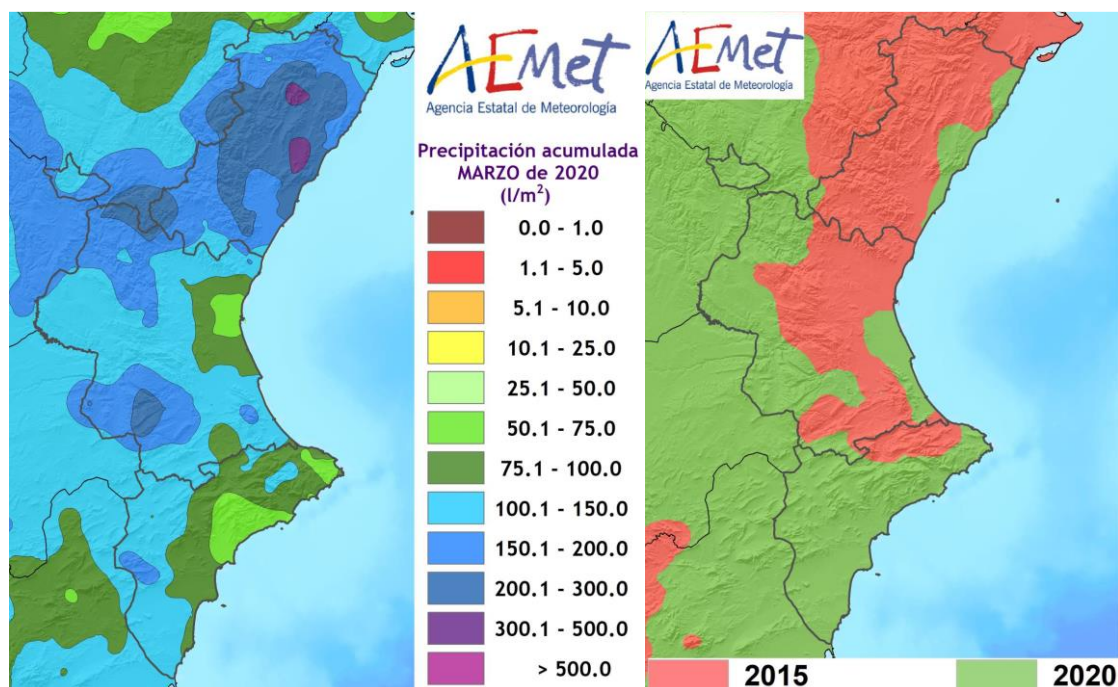 AEMet
Agencia Estatal de Meteorología
Precipitación acumulada
MARZO de 2020
(l/m²)
0.0 - 1.0
1.1 - 5.0
5.1 - 10.0
10.1 - 25.0
25.1 - 50.0
50.1 - 75.0
75.1 - 100.0
100.1 - 150.0
150.1 - 200.0
200.1 - 300.0
300.1 - 500.0
> 500.0
AEMet
Agencia Estatal de Meteorología
2015
2020